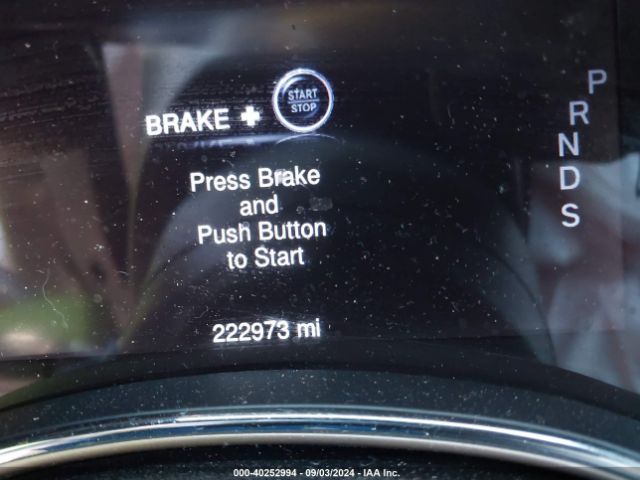 START
STOP
BRAKE +
P
R
N
D
S
Press Brake
and
Push Button
to Start
222973 mi
000-40252994 - 09/03/2024 - IAA Inc.